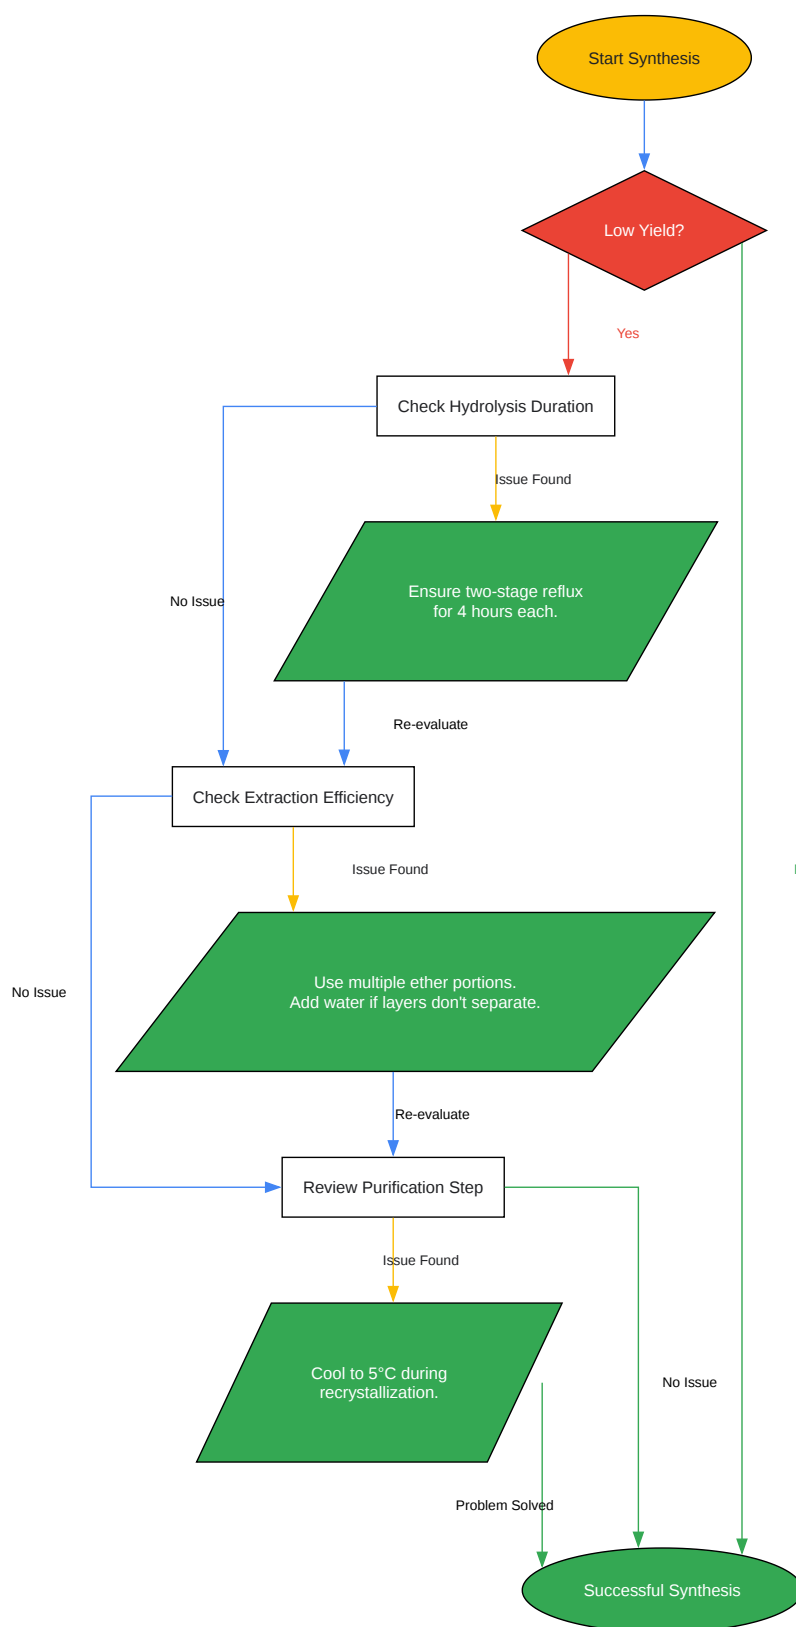 Start Synthesis
Low Yield?
Yes
Check Hydrolysis Duration
Issue Found
Ensure two-stage reflux
for 4 hours each.
No Issue
Re-evaluate
Check Extraction Efficiency
Issue Found
Use multiple ether portions.
Add water if layers don't separate.
No Issue
Re-evaluate
Review Purification Step
Issue Found
Cool to 5°C during
recrystallization.
No Issue
Problem Solved
Successful Synthesis